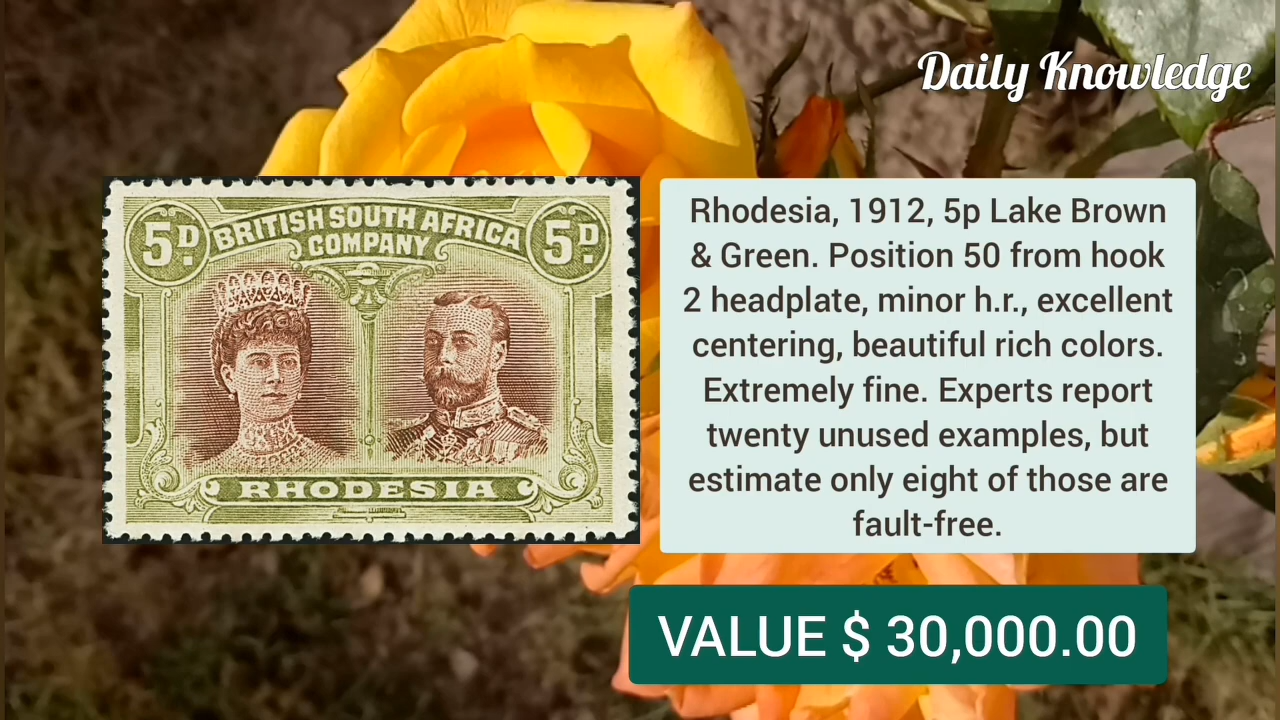 Daily Knowledge
5D.
BRITISH SOUTH AFRICA
COMPANY
5D.
RHODESIA
Rhodesia, 1912, 5p Lake Brown
& Green. Position 50 from hook
2 headplate, minor h.r., excellent
centering, beautiful rich colors.
Extremely fine. Experts report
twenty unused examples, but
estimate only eight of those are
fault-free.
VALUE $ 30,000.00